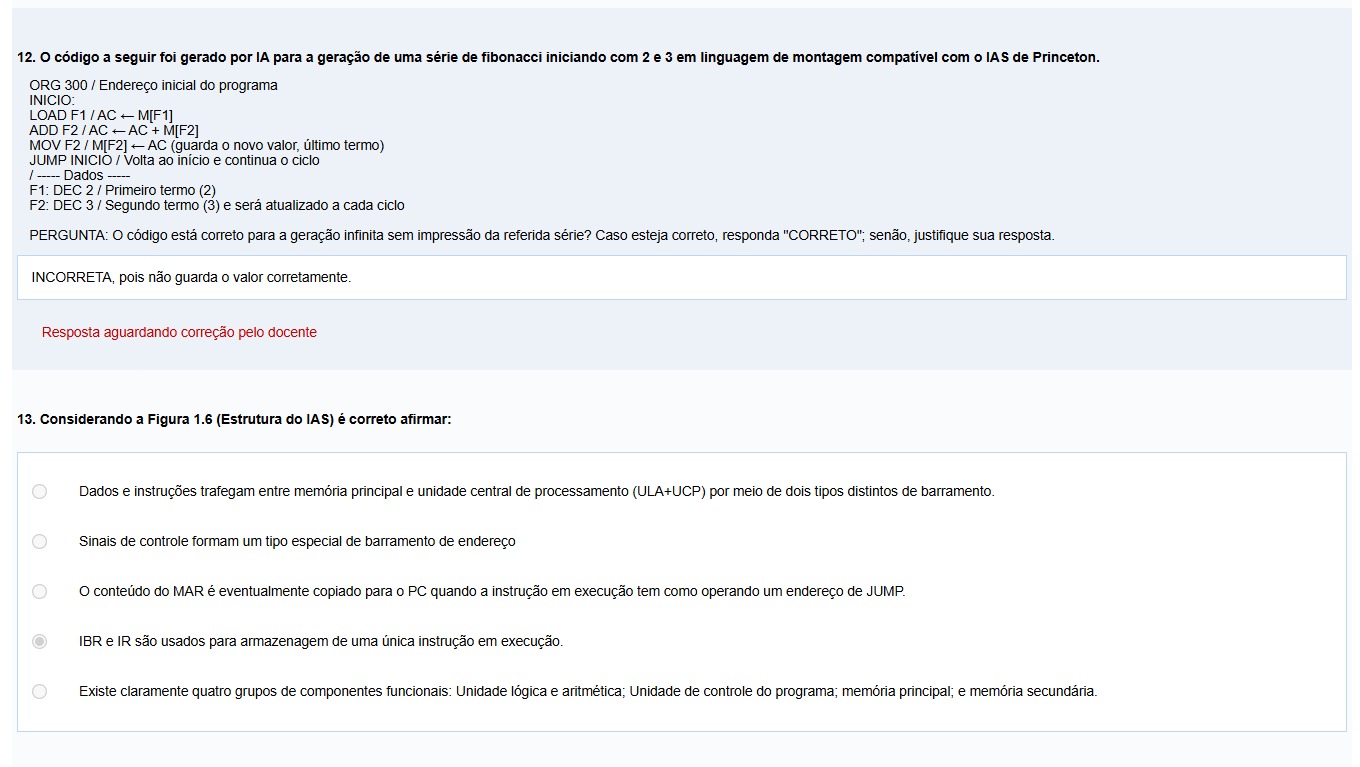 12. O código a seguir foi gerado por IA para a geração de uma série de fibonacci iniciando com 2 e 3 em linguagem de montagem compatível com o IAS de Princeton.
ORG 300 / Endereço inicial do programa
INICIO:
LOAD F1 / AC ← M[F1]
ADD F2 / AC ← AC + M[F2]
MOV F2 / M[F2] ← AC (guarda o novo valor, último termo)
JUMP INICIO / Volta ao início e continua o ciclo
/ ----- Dados -----
F1: DEC 2 / Primeiro termo (2)
F2: DEC 3 / Segundo termo (3) e será atualizado a cada ciclo
PERGUNTA: O código está correto para a geração infinita sem impressão da referida série? Caso esteja correto, responda "CORRETO"; senão, justifique sua resposta.
INCORRETA, pois não guarda o valor corretamente.
Resposta aguardando correção pelo docente
13. Considerando a Figura 1.6 (Estrutura do IAS) é correto afirmar:
Dados e instruções trafegam entre memória principal e unidade central de processamento (ULA+UCP) por meio de dois tipos distintos de barramento.
Sinais de controle formam um tipo especial de barramento de endereço
O conteúdo do MAR é eventualmente copiado para o PC quando a instrução em execução tem como operando um endereço de JUMP.
IBR e IR são usados para armazenagem de uma única instrução em execução.
Existe claramente quatro grupos de componentes funcionais: Unidade lógica e aritmética; Unidade de controle do programa; memória principal; e memória secundária.